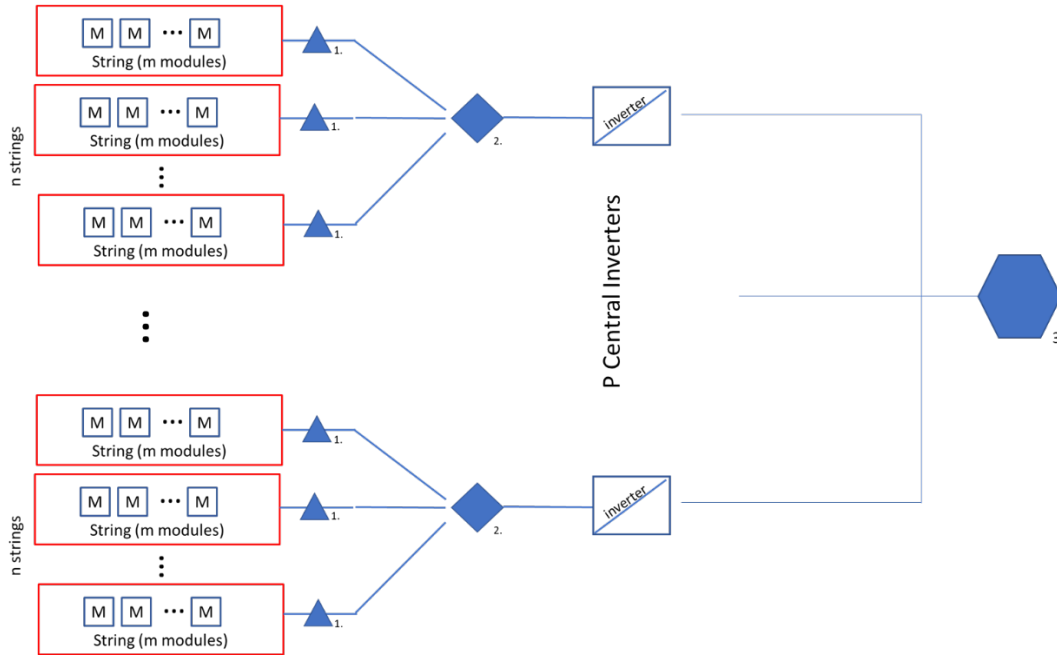 M M ••• M
String (m modules)
1.
M M ••• M
String (m modules)
1.
n strings
M M ••• M
String (m modules)
1.
2.
inverter
P Central Inverters
3
M M ••• M
String (m modules)
1.
M M ••• M
String (m modules)
1.
n strings
M M ••• M
String (m modules)
1.
2.
inverter